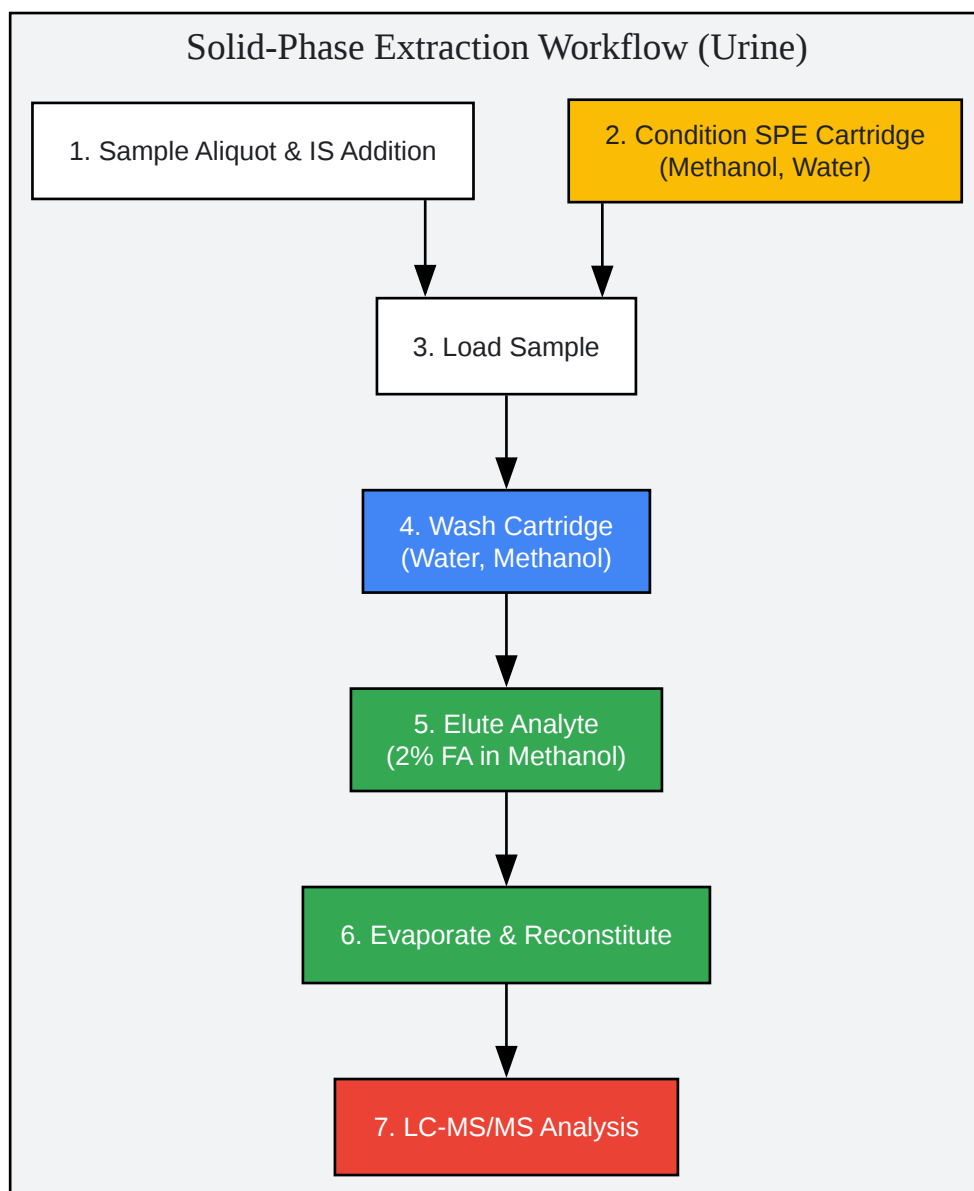 Solid-Phase Extraction Workflow (Urine)
1. Sample Aliquot & IS Addition
2. Condition SPE Cartridge
(Methanol, Water)
3. Load Sample
4. Wash Cartridge
(Water, Methanol)
5. Elute Analyte
(2% FA in Methanol)
6. Evaporate & Reconstitute
7. LC-MS/MS Analysis